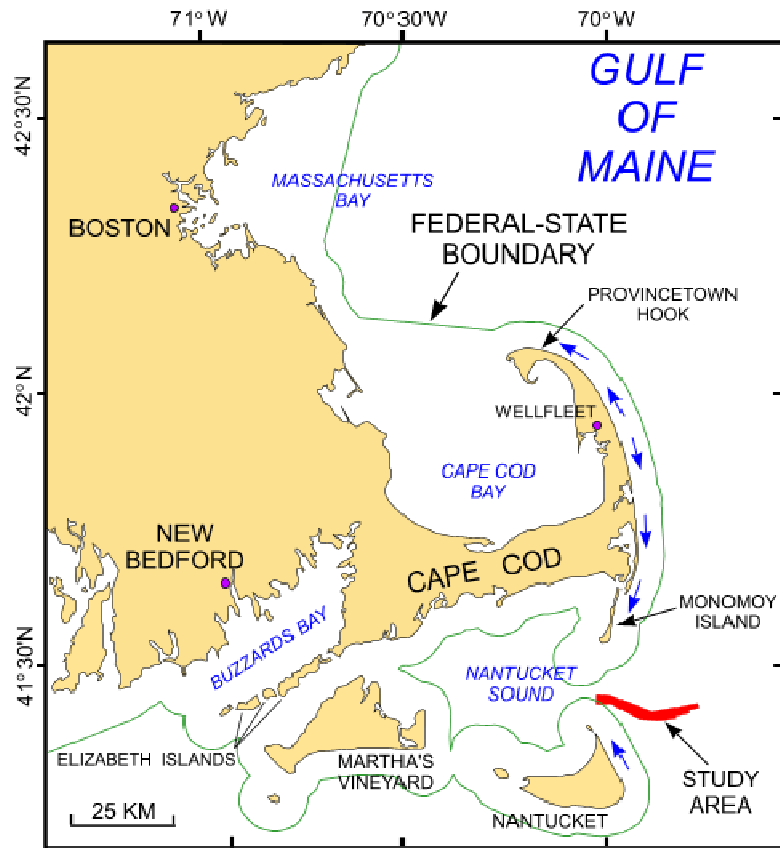 71° W
70°30'W
70° W
42°30'N
42° N
41°30'N
GULF
OF
MAINE
MASSACHUSETTS
BAY
BOSTON
FEDERAL-STATE
BOUNDARY
PROVINCETOWN
HOOK
WELLFLEET
CAPE COD
BAY
NEW
BEDFORD
CAPE COD
MONOMOY
ISLAND
BUZZARDS BAY
NANTUCKET
SOUND
ELIZABETH ISLANDS
MARTHA'S
VINEYARD
STUDY
AREA
25 KM
NANTUCKET